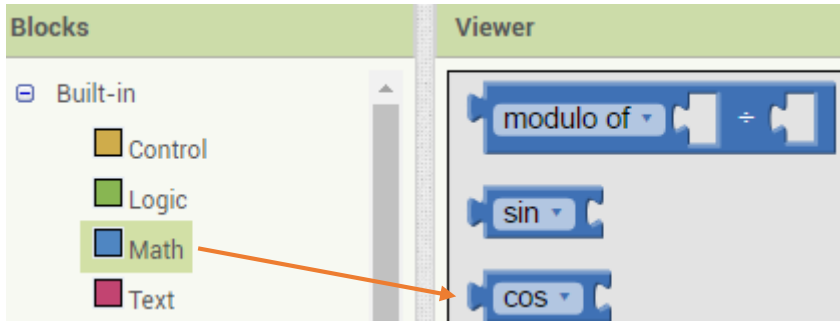 Blocks
Built-in
Control
Logic
Math
Text
Viewer
modulo of ÷
sin
cos